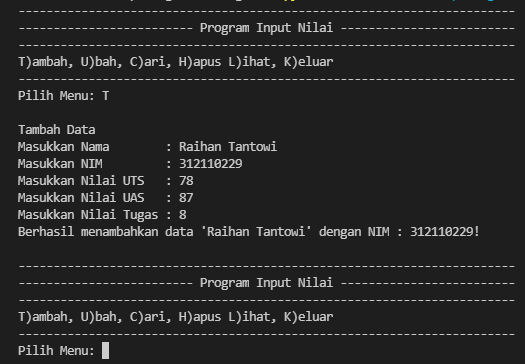 ------------------------------------------------------------------------
------------------------- Program Input Nilai -------------------------
------------------------------------------------------------------------
T)ambah, U)bah, C)ari, H)apus L)ihat, K)eluar
------------------------------------------------------------------------
Pilih Menu: T
Tambah Data
Masukkan Nama : Raihan Tantowi
Masukkan NIM : 312110229
Masukkan Nilai UTS : 78
Masukkan Nilai UAS : 87
Masukkan Nilai Tugas : 8
Berhasil menambahkan data 'Raihan Tantowi' dengan NIM : 312110229!
------------------------------------------------------------------------
------------------------- Program Input Nilai -------------------------
------------------------------------------------------------------------
T)ambah, U)bah, C)ari, H)apus L)ihat, K)eluar
------------------------------------------------------------------------
Pilih Menu: